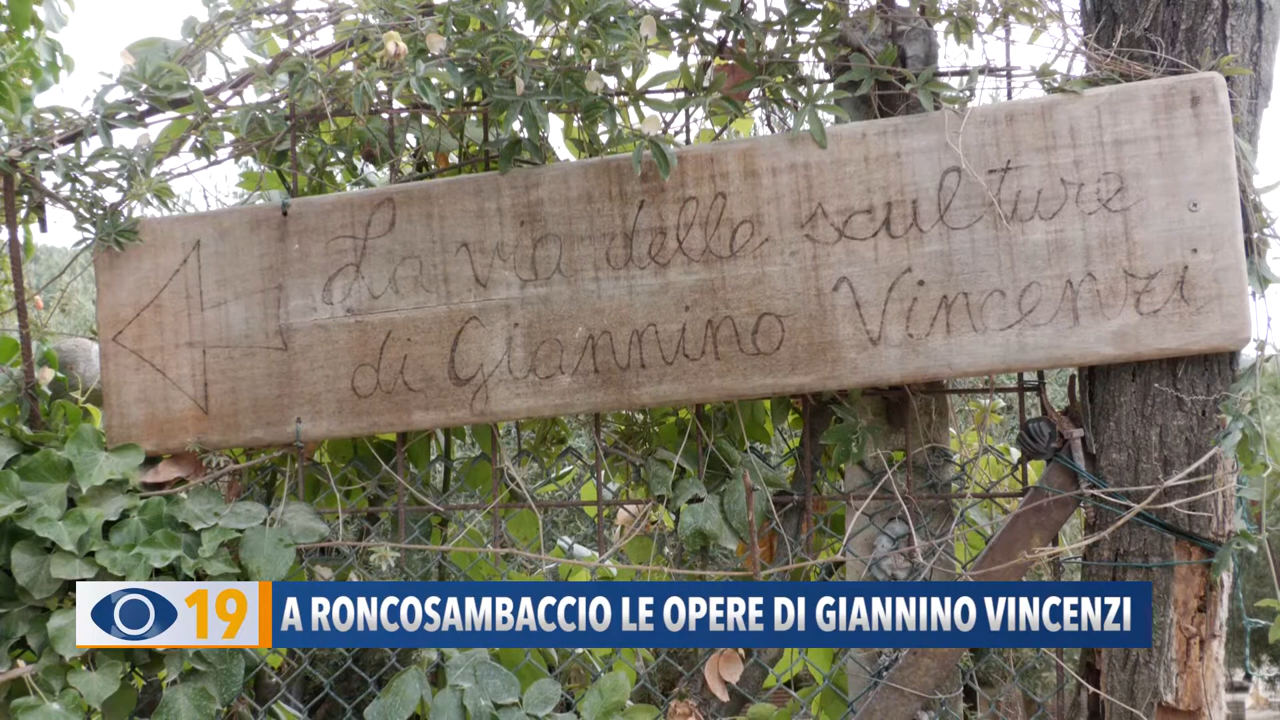 La via delle sculture
di Giannino Vincenzi
19 A RONCOSAMBACCIO LE OPERE DI GIANNINO VINCENZI